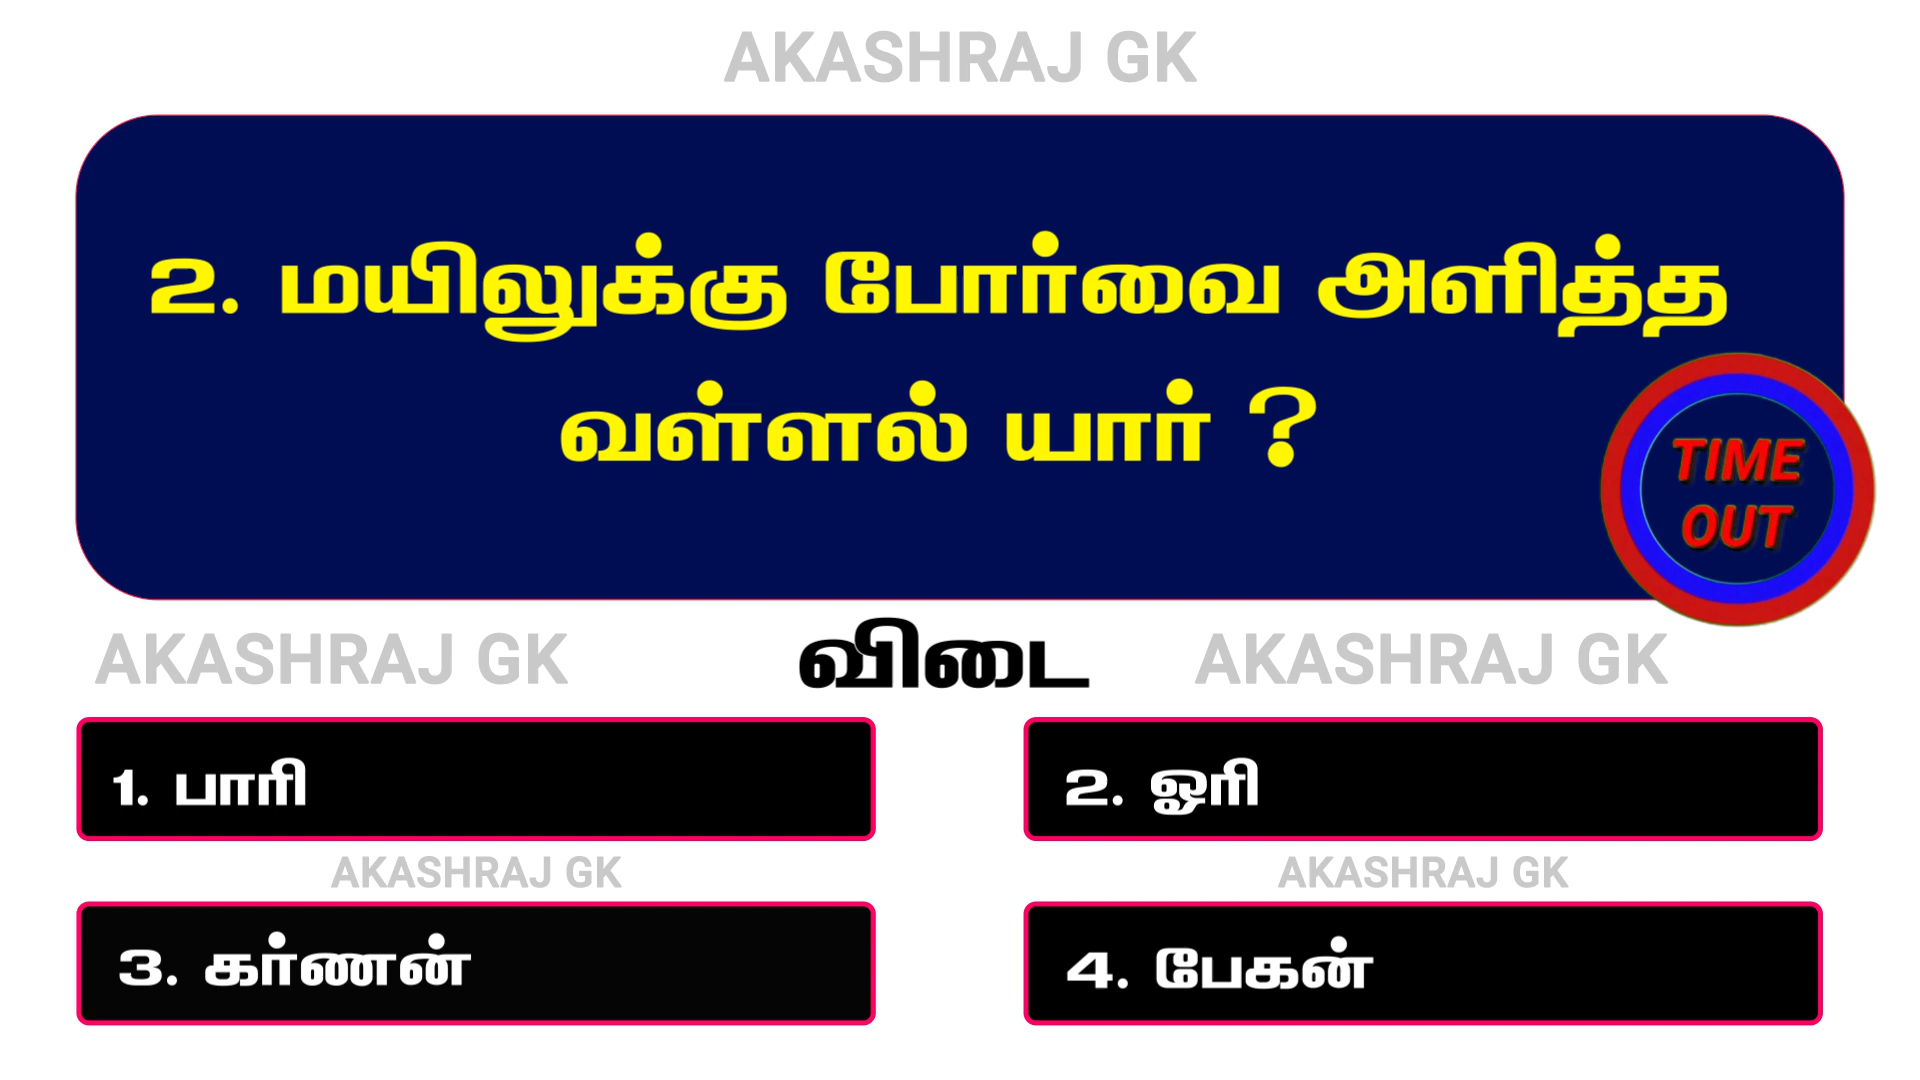 AKASHRAJ GK
2. மயிலுக்கு போர்வை அளித்த
வள்ளல் யார் ?
TIME
OUT
AKASHRAJ GK
விடை
AKASHRAJ GK
1. பாரி
2. ஓரி
AKASHRAJ GK
AKASHRAJ GK
3. கர்ணன்
4. பேகன்